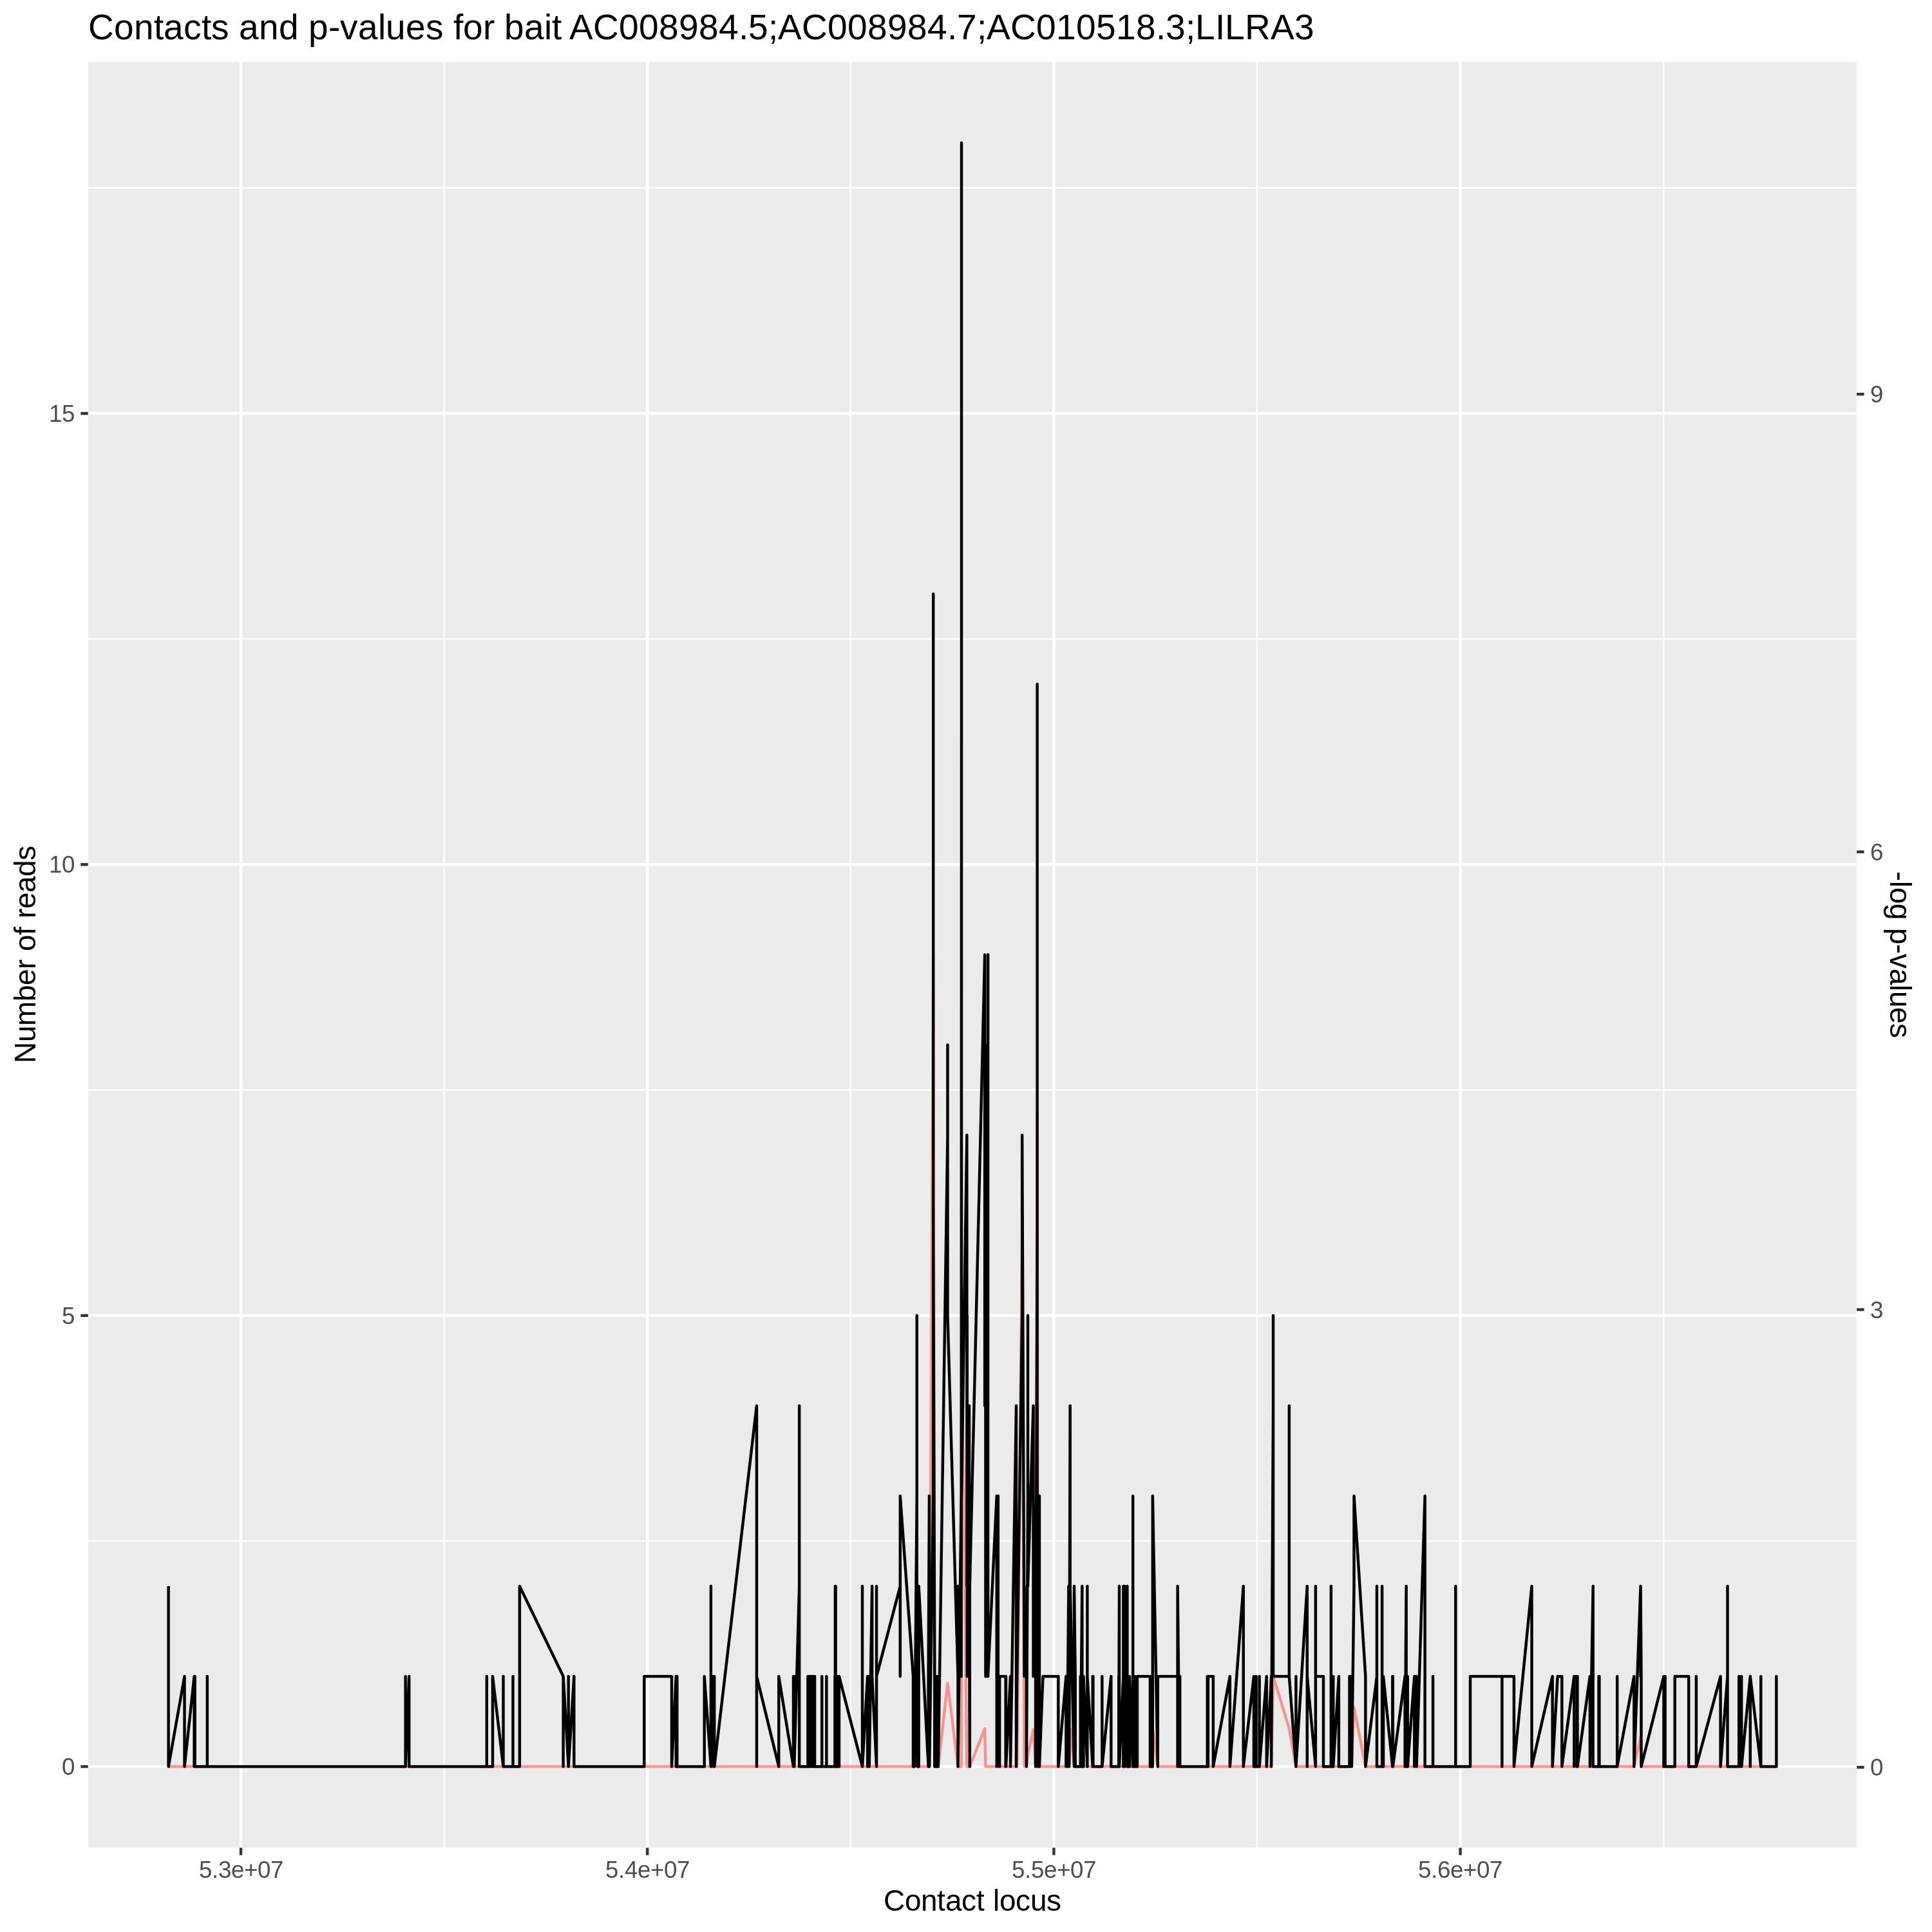 Contacts and p-values for bait AC008984.5;AC008984.7;AC010518.3;LILRA3
15
10
5
0
Number of reads
9
6
3
0
-log p-values
5.3e+07
5.4e+07
5.5e+07
5.6e+07
Contact locus